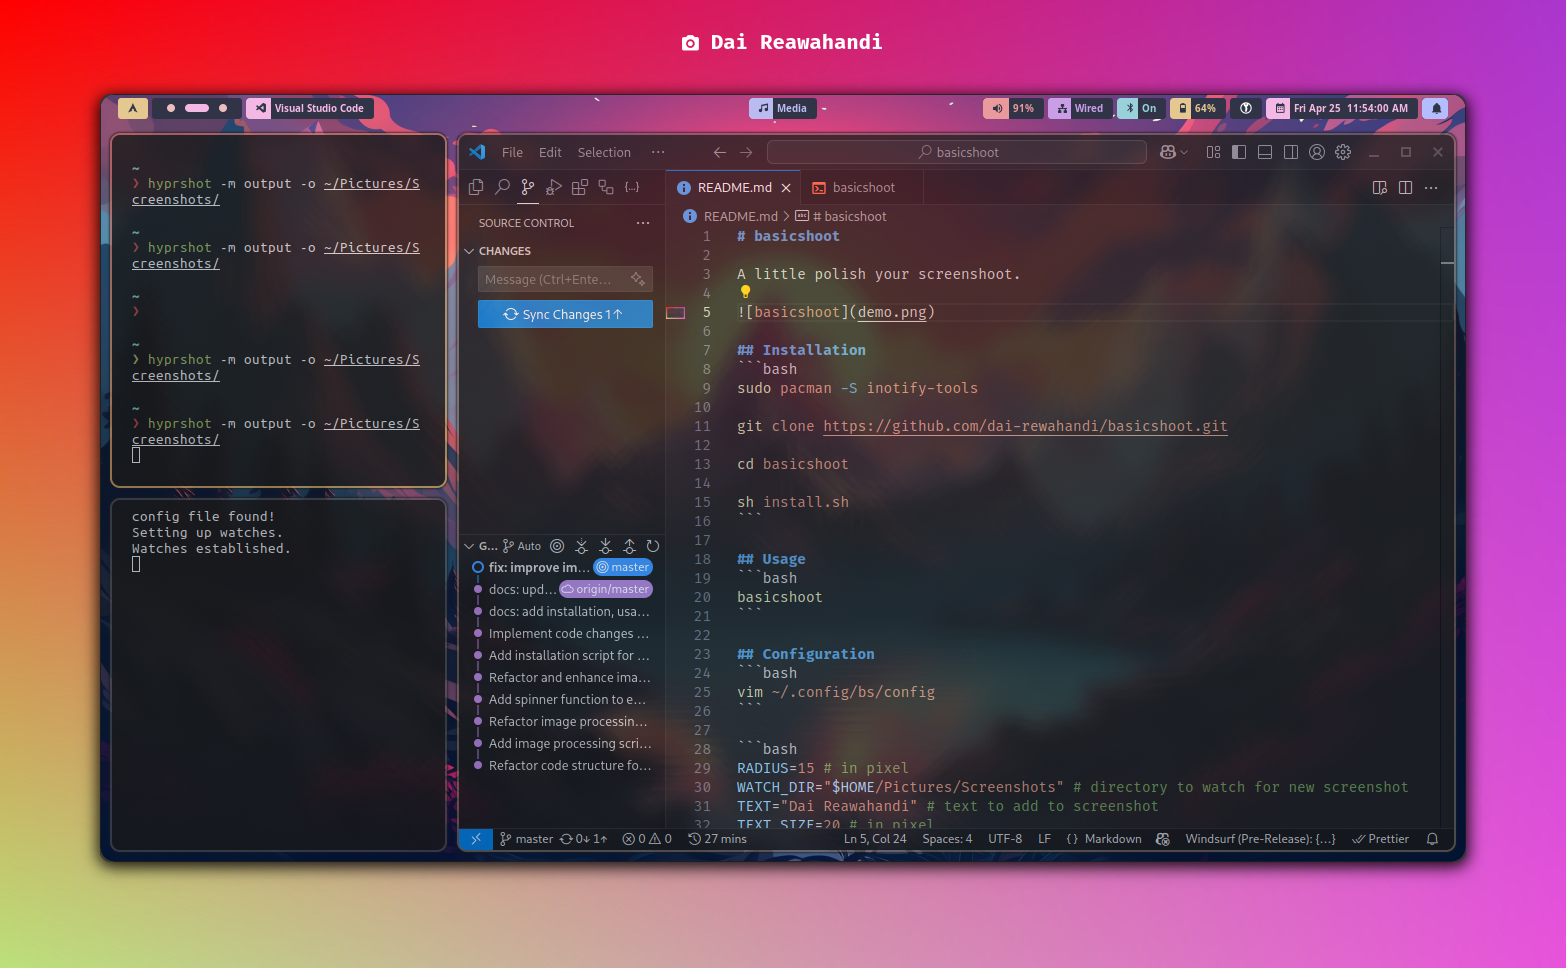 Dai Reawahandi
Visual Studio Code
Media
91%
Wired
On
64%
Fri Apr 25 11:54:00 AM
~
❯ hyprshot -m output -o ~/Pictures/S
creenshots/
~
❯ hyprshot -m output -o ~/Pictures/S
creenshots/
~
❯
~
❯ hyprshot -m output -o ~/Pictures/S
creenshots/
~
❯ hyprshot -m output -o ~/Pictures/S
creenshots/
config file found!
Setting up watches.
Watches established.
File Edit Selection ···
basicshoot
README.md
basicshoot
SOURCE CONTROL
CHANGES
Message (Ctrl+Ente...
Sync Changes 1↑
G... Auto
fix: improve im... master
docs: upd... origin/master
docs: add installation, usa...
Implement code changes ...
Add installation script for ...
Refactor and enhance ima...
Add spinner function to e...
Refactor image processin...
Add image processing scri...
Refactor code structure fo...
README.md > # basicshoot
1 # basicshoot
2
3 A little polish your screenshoot.
4
5 ![basicshoot](demo.png)
6
7 ## Installation
8 ```bash
9 sudo pacman -S inotify-tools
10
11 git clone https://github.com/dai-rewahandi/basicshoot.git
12
13 cd basicshoot
14
15 sh install.sh
16 ```
17
18 ## Usage
19 ```bash
20 basicshoot
21 ```
22
23 ## Configuration
24 ```bash
25 vim ~/.config/bs/config
26 ```
27
28 ```bash
29 RADIUS=15 # in pixel
30 WATCH_DIR="$HOME/Pictures/Screenshots" # directory to watch for new screenshot
31 TEXT="Dai Reawahandi" # text to add to screenshot
32 TEXT_SIZE=20 # in pixel
master 0↓ 1↑ 0 0 27 mins
Ln 5, Col 24 Spaces: 4 UTF-8 LF {} Markdown Windsurf (Pre-Release): {...} Prettier